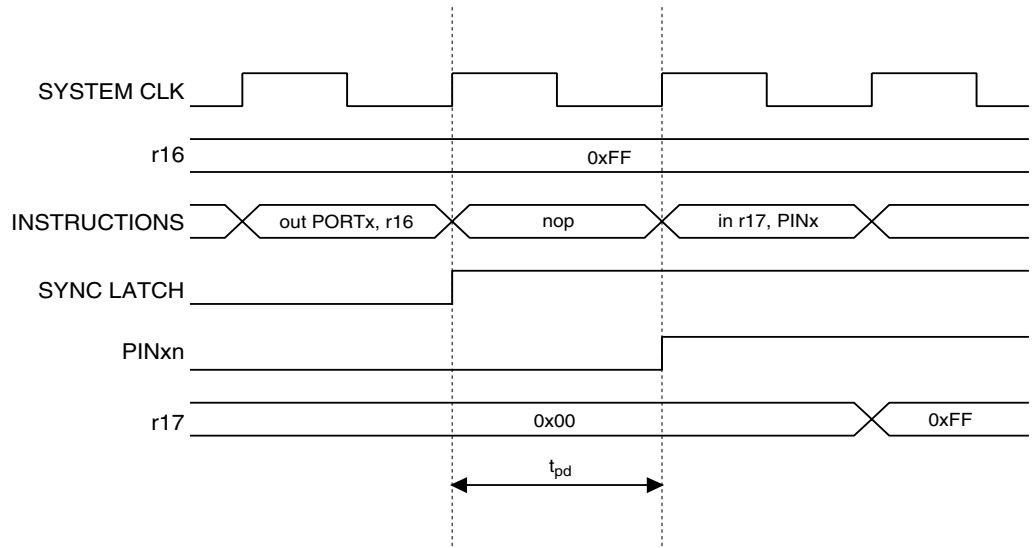 SYSTEM CLK
r16
0xFF
INSTRUCTIONS
out PORTx, r16
nop
in r17, PINx
SYNC LATCH
PINxn
r17
0x00
0xFF
tpd